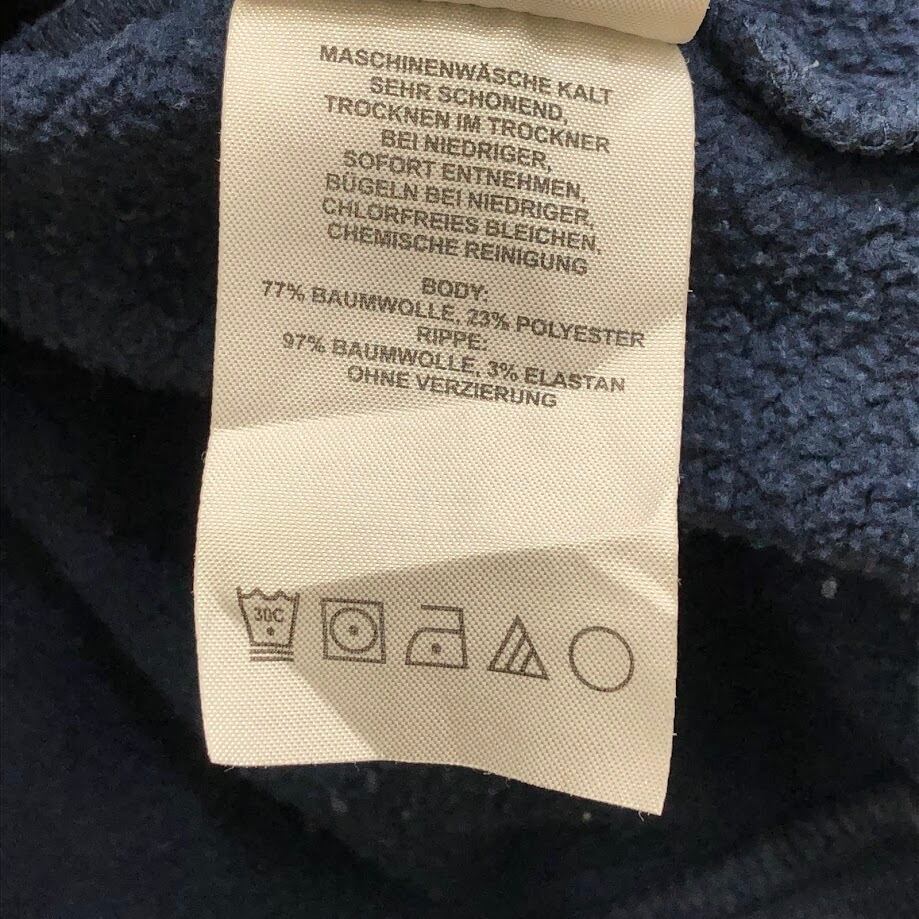 MASCHINENWÄSCHE KALT
SEHR SCHONEND,
TROCKNEN IM TROCKNER
BEI NIEDRIGER,
SOFORT ENTNEHMEN,
BÜGELN BEI NIEDRIGER,
CHLORFREIES BLEICHEN,
CHEMISCHE REINIGUNG
BODY:
77% BAUMWOLLE, 23% POLYESTER
RIPPE:
97% BAUMWOLLE, 3% ELASTAN
OHNE VERZIERUNG
30C